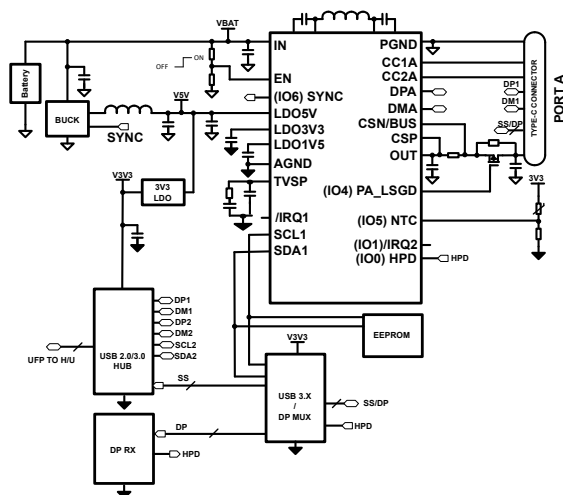 VBAT
Battery
OFF
ON
IN
EN
(IO6) SYNC
LDO5V
LDO3V3
LDO1V5
AGND
TVSP
/IRQ1
SCL1
SDA1
PGND
CC1A
CC2A
DPA
DMA
CSN/BUS
CSP
OUT
(IO4) PA_LSGD
(IO5) NTC
(IO1)/IRQ2
(IO0) HPD
HPD
DP1
DM1
SS/DP
TYPE-C CONNECTOR
PORT A
3V3
BUCK
V5V
SYNC
V3V3
3V3
LDO
USB 2.0/3.0
HUB
DP1
DM1
DP2
DM2
SCL2
SDA2
UFP TO H/U
SS
V3V3
EEPROM
USB 3.X
/
DP MUX
SS/DP
HPD
DP RX
DP
HPD